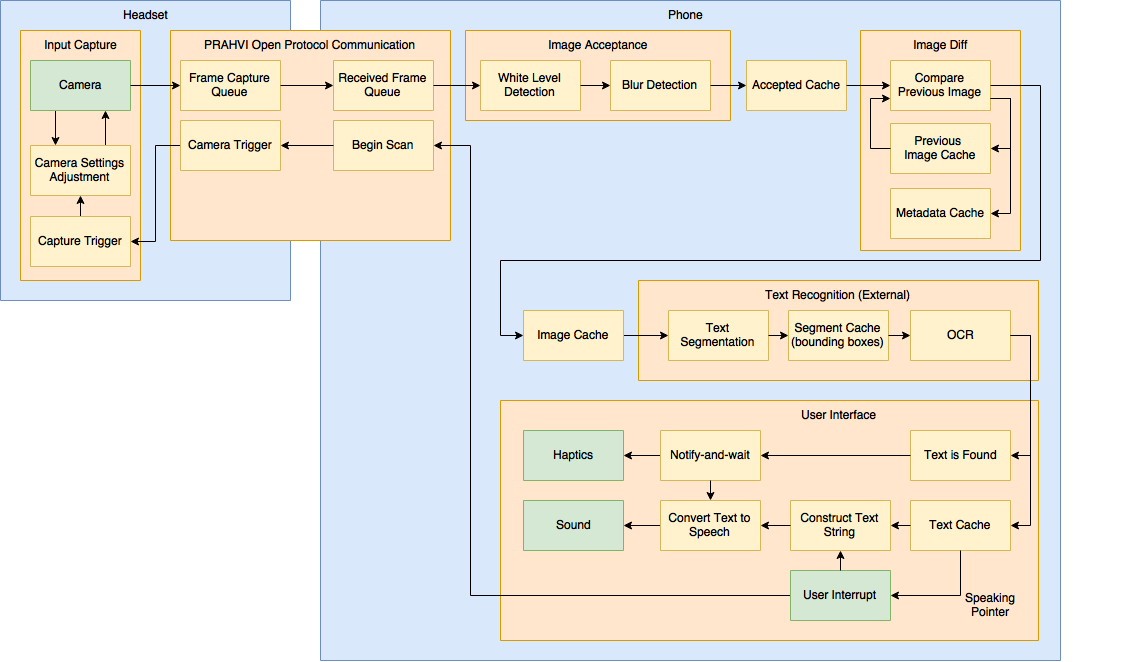 Headset
Phone
Input Capture
PRAHVI Open Protocol Communication
Image Acceptance
Image Diff
Camera
Frame Capture
Queue
Received Frame
Queue
White Level
Detection
Blur Detection
Accepted Cache
Compare
Previous Image
Camera Trigger
Begin Scan
Previous
Image Cache
Camera Settings
Adjustment
Metadata Cache
Capture Trigger
Text Recognition (External)
Image Cache
Text
Segmentation
Segment Cache
(bounding boxes)
OCR
User Interface
Haptics
Notify-and-wait
Text is Found
Sound
Convert Text to
Speech
Construct Text
String
Text Cache
User Interrupt
Speaking
Pointer